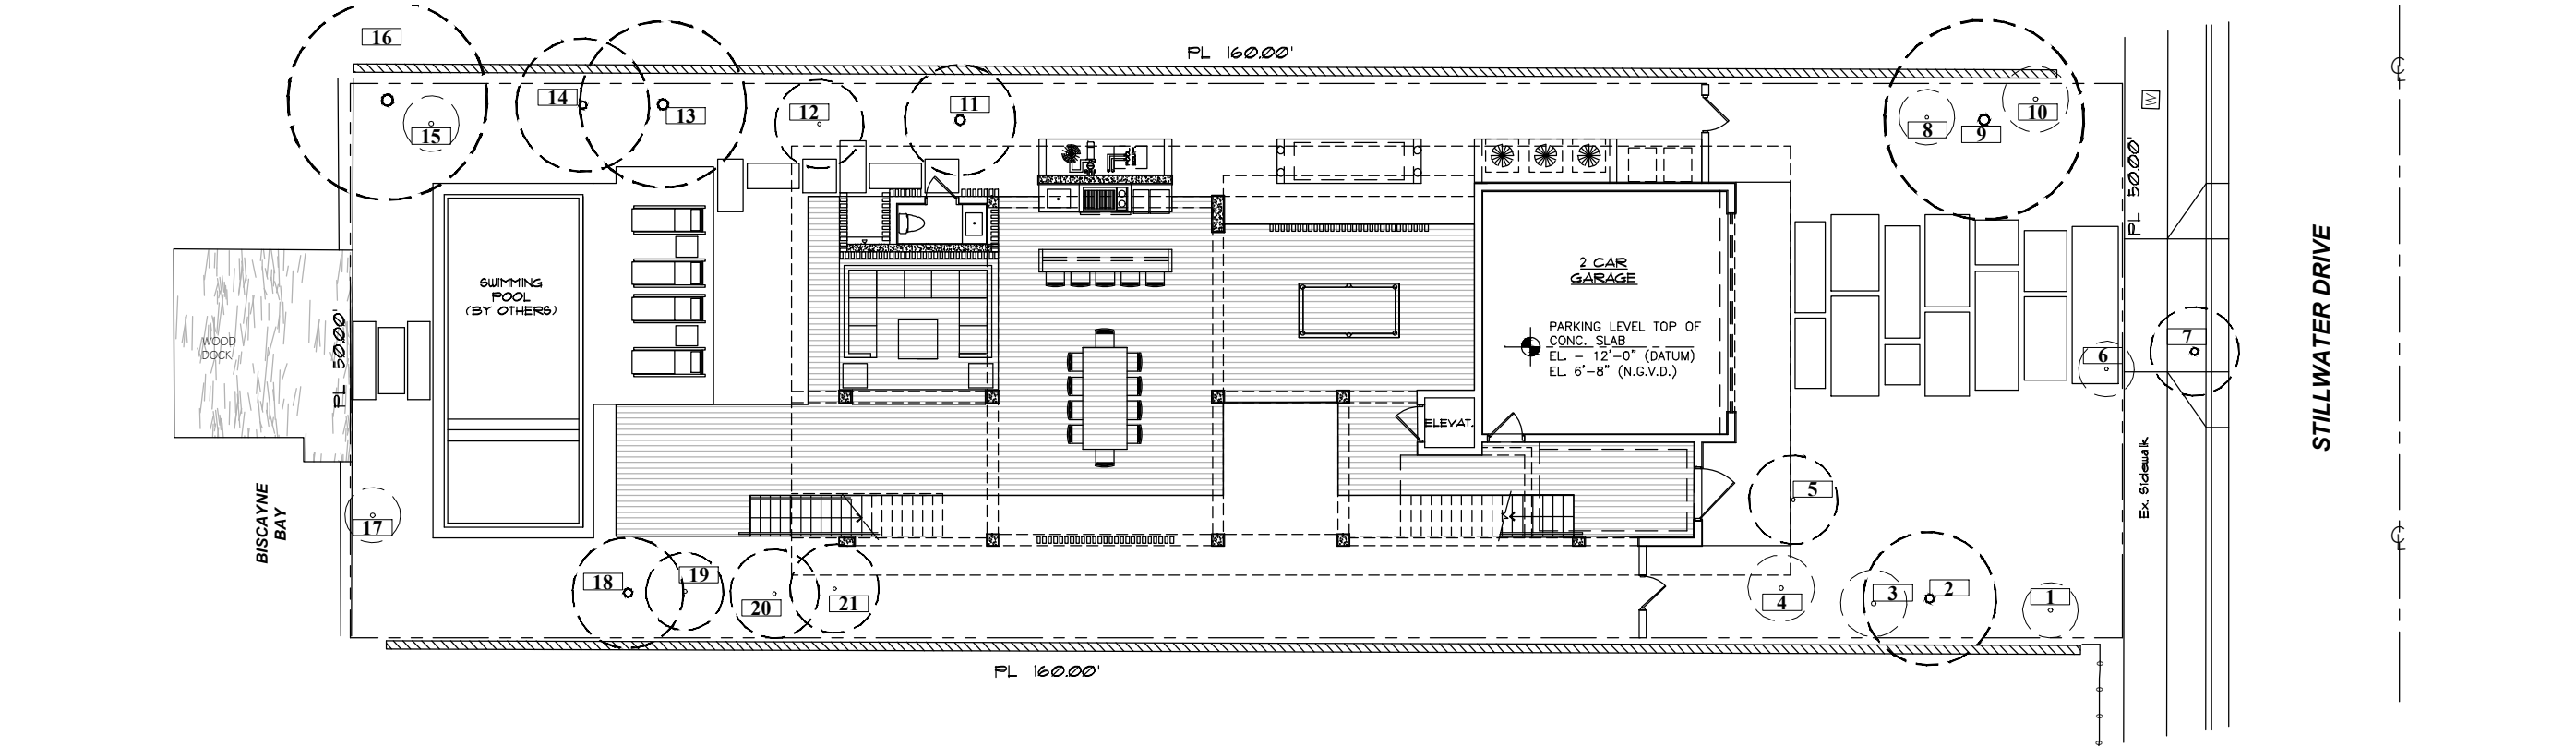 16
PL 160.00'
14
13
12
11
15
8
9
10
W
PL 50.00'
SWIMMING
POOL
(BY OTHERS)
2 CAR
GARAGE
PARKING LEVEL TOP OF
CONC. SLAB
EL. - 12'-0" (DATUM)
EL. 6'-8" (N.G.V.D.)
WOOD
DOCK
PL 50.00'
6
7
STILLWATER DRIVE
ELEVAT.
Ex. Sidewalk
BISCAYNE
BAY
17
5
18
19
20
21
4
3
2
1
PL 160.00'